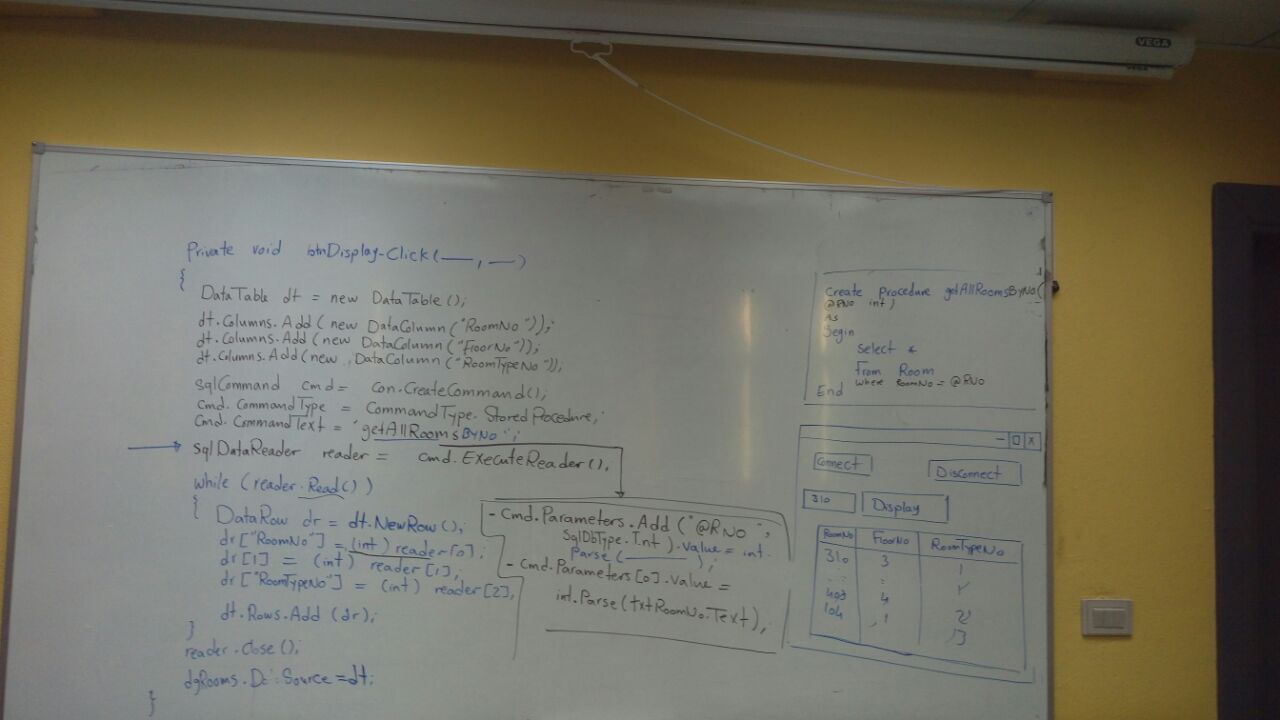 VEGA
VEGA
Private void btnDisplay-Click(___, __)
{
DataTable dt = new DataTable();
dt.Columns.Add(new DataColumn("RoomNo"));
dt.Columns.Add(new DataColumn("FloorNo"));
dt.Columns.Add(new DataColumn("RoomTypeNo"));
SqlCommand cmd = con.CreateCommand();
cmd.CommandType = CommandType.StoredProcedure;
cmd.CommandText = "getAllRoomsByNo";
sqlDataReader reader = cmd.ExecuteReader();
while (reader.Read())
{ DataRow dr = dt.NewRow();
dr["RoomNo"] = (int) reader[0];
dr[1] = (int) reader[1];
dr["RoomTypeNo"] = (int) reader[2];
dt.Rows.Add(dr);
}
reader.close();
dgRooms. Source = dt;
}
- cmd.Parameters.Add("@RNo",
SqlDbType.Int).value = int.
Parse(______);
- cmd.Parameters[0].value =
int.Parse(txtRoomNo.Text);
Create Procedure getAllRoomsByNo(
@RNo int)
as
Begin
select *
from Room
where RoomNo = @RNo
End
- □ X
Connect Disconnect
310 Display
RoomNo FloorNo RoomTypeNo
310 3 1
403 4
104 1 2
3